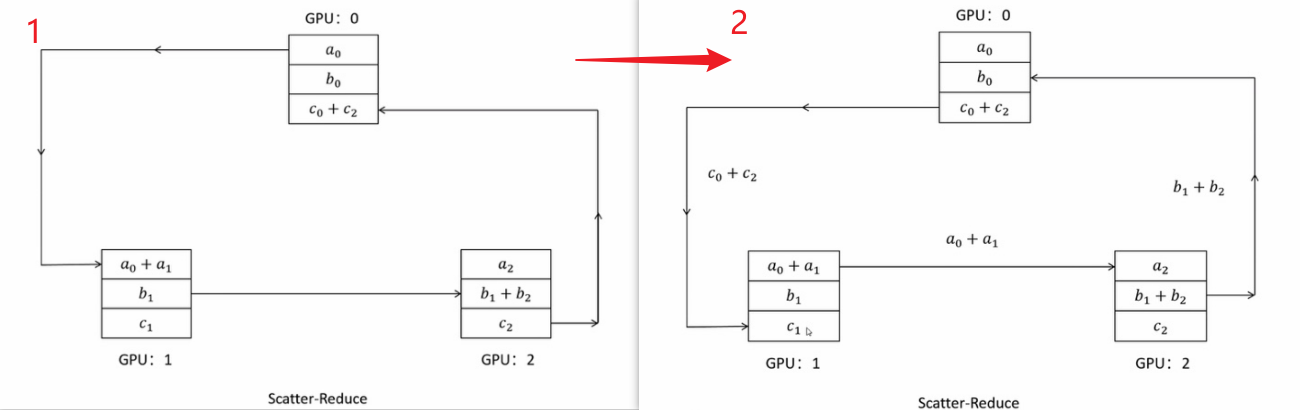 1
GPU: 0
a₀
b₀
c₀ + c₂
a₀ + a₁
b₁
c₁
GPU: 1
a₂
b₁ + b₂
c₂
GPU: 2
Scatter-Reduce
2
GPU: 0
a₀
b₀
c₀ + c₂
c₀ + c₂
b₁ + b₂
a₀ + a₁
a₀ + a₁
b₁
c₁
GPU: 1
a₂
b₁ + b₂
c₂
GPU: 2
Scatter-Reduce